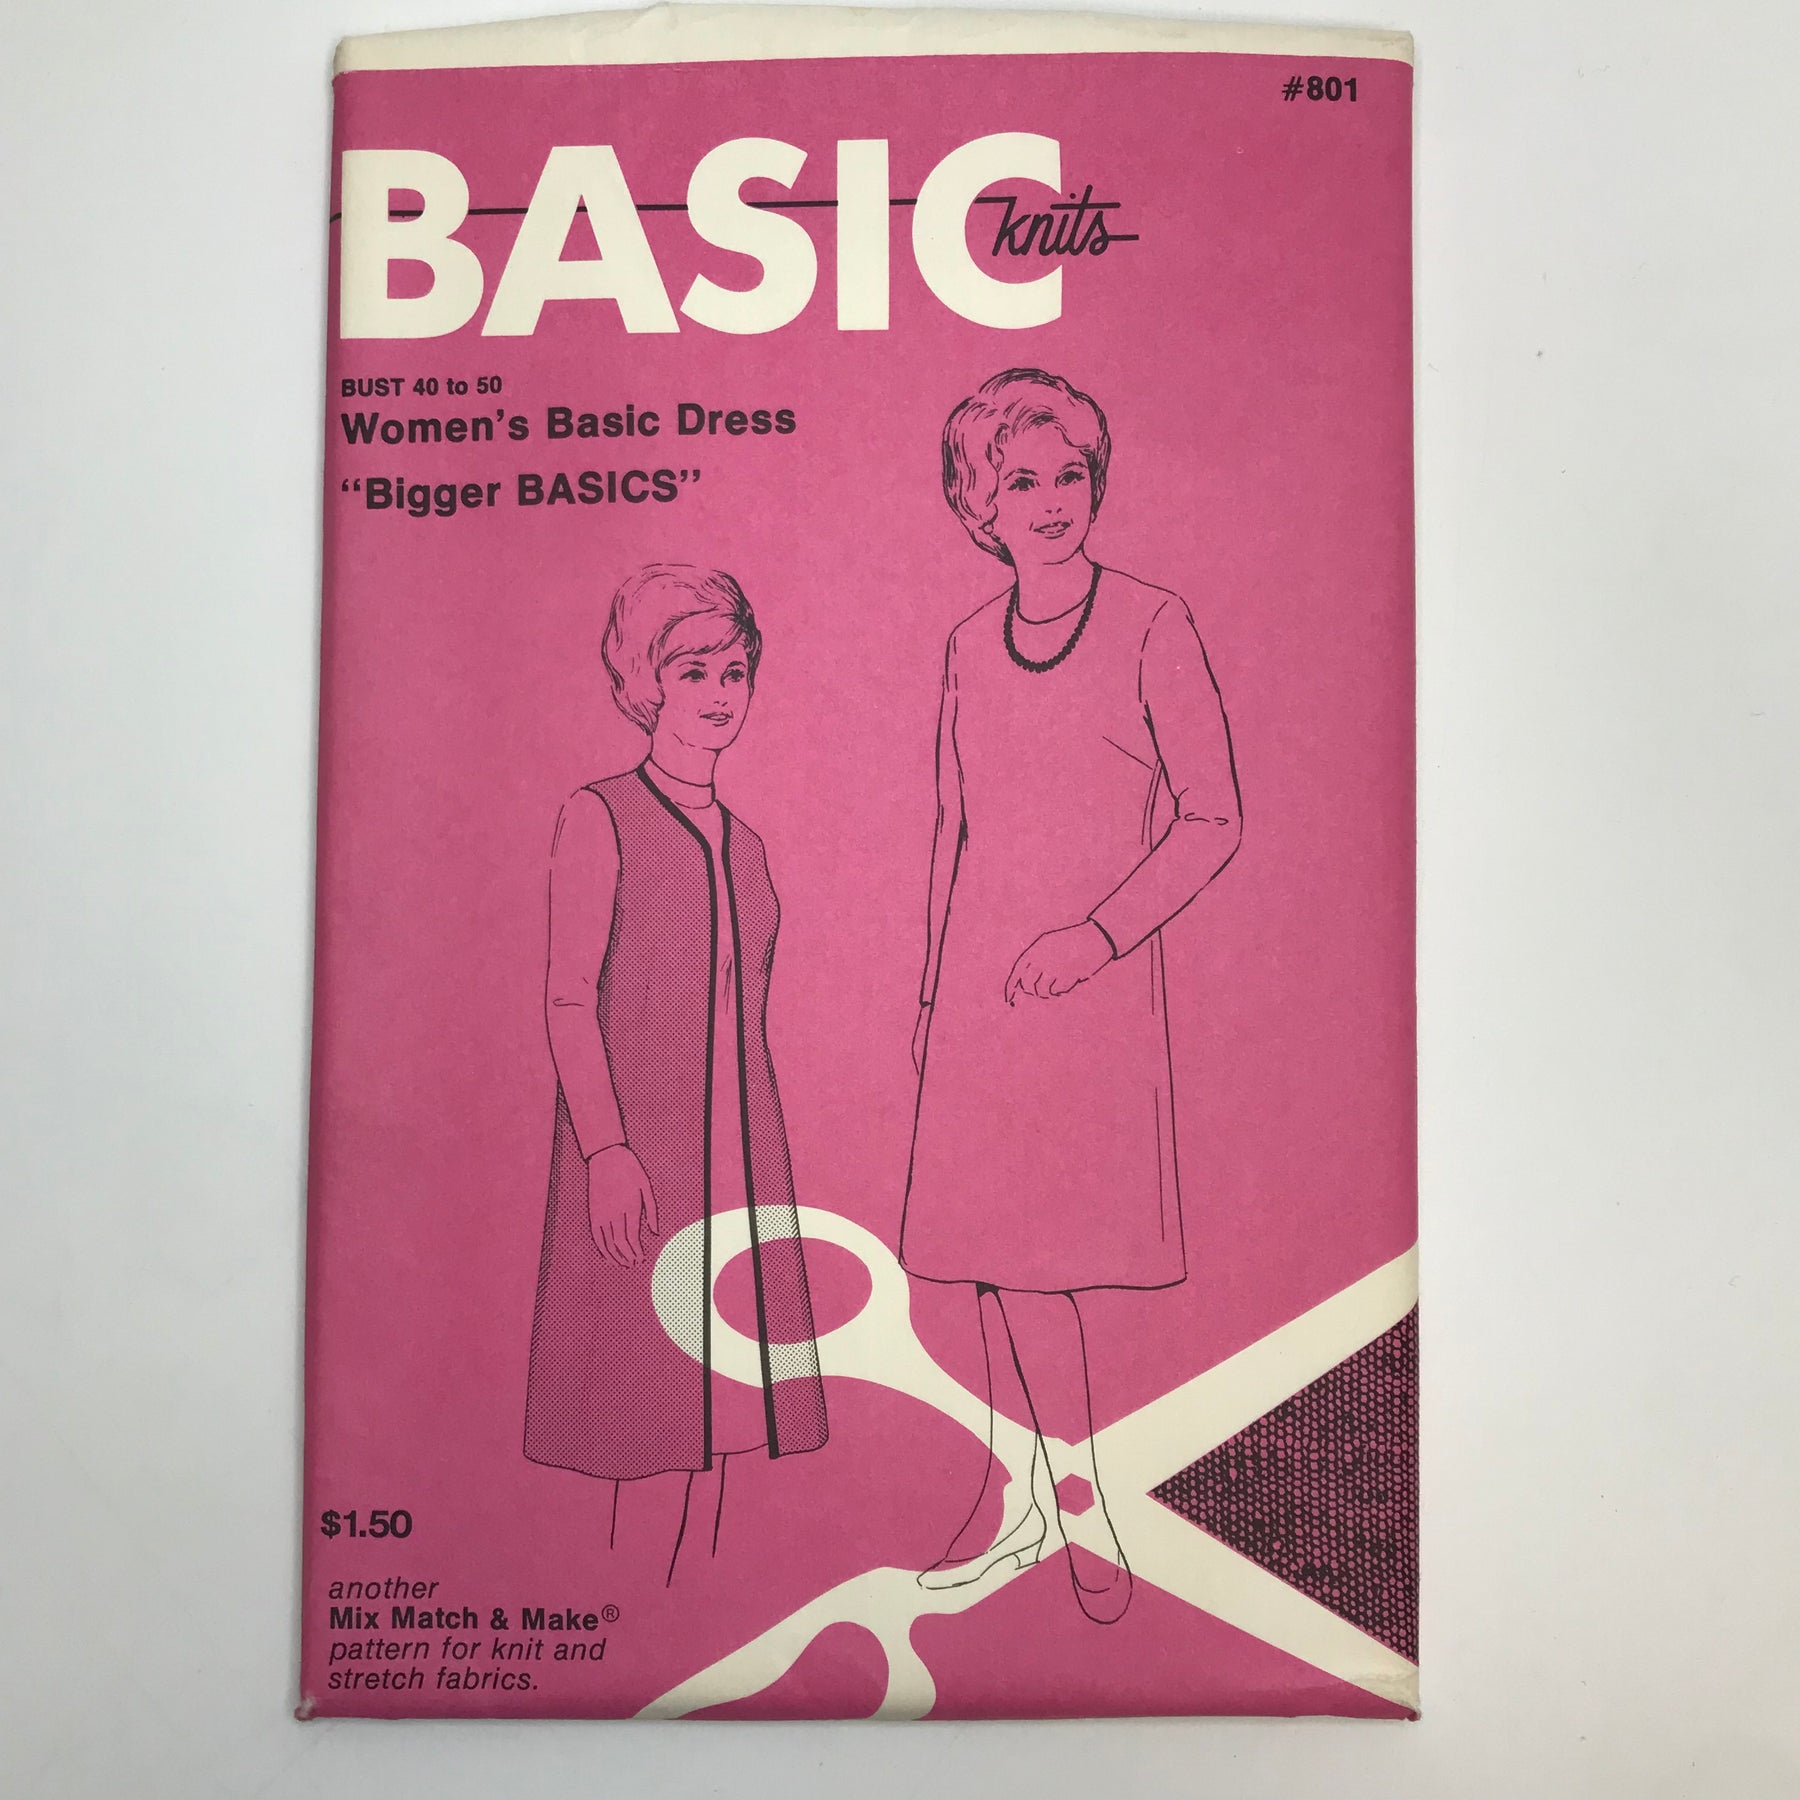 #801
BASIC
knits
BUST 40 to 50
Women's Basic Dress
“Bigger BASICS”
$1.50
another
Mix Match & Make®
pattern for knit and
stretch fabrics.